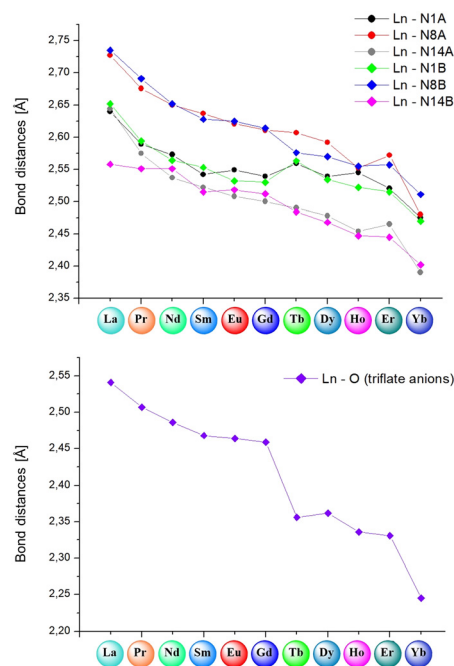 Ln - N1A
Ln - N8A
Ln - N14A
Ln - N1B
Ln - N8B
Ln - N14B
Bond distances [Å]
2,75
2,70
2,65
2,60
2,55
2,50
2,45
2,40
2,35
La Pr Nd Sm Eu Gd Tb Dy Ho Er Yb
Ln - O (triflate anions)
Bond distances [Å]
2,55
2,50
2,45
2,40
2,35
2,30
2,25
2,20
La Pr Nd Sm Eu Gd Tb Dy Ho Er Yb